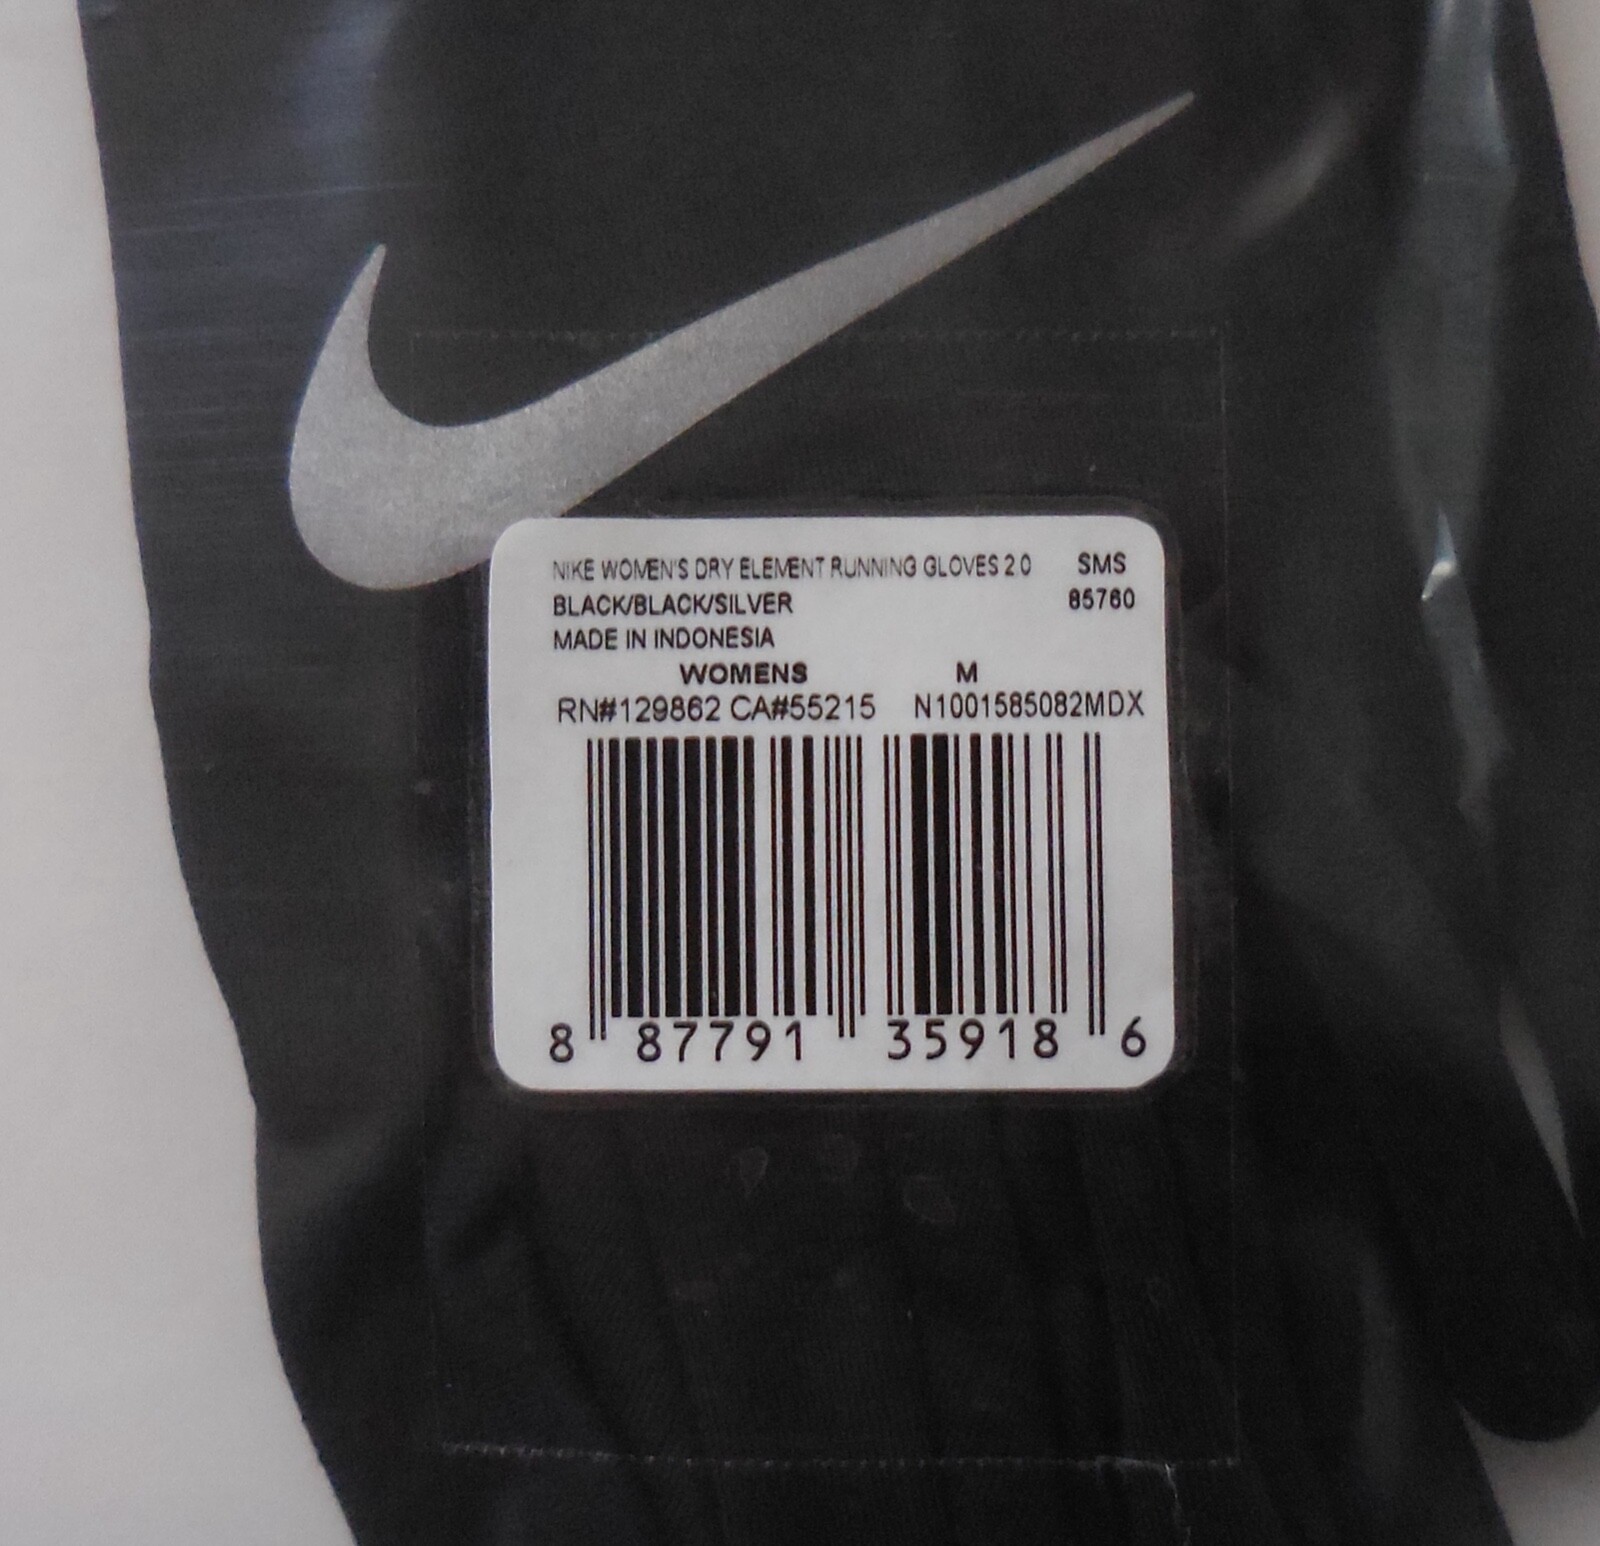 NIKE WOMEN'S DRY ELEMENT RUNNING GLOVES 2.0 SMS
BLACK/BLACK/SILVER 85760
MADE IN INDONESIA
WOMENS M
RN#129862 CA#55215 N1001585082MDX
8 87791 35918 6